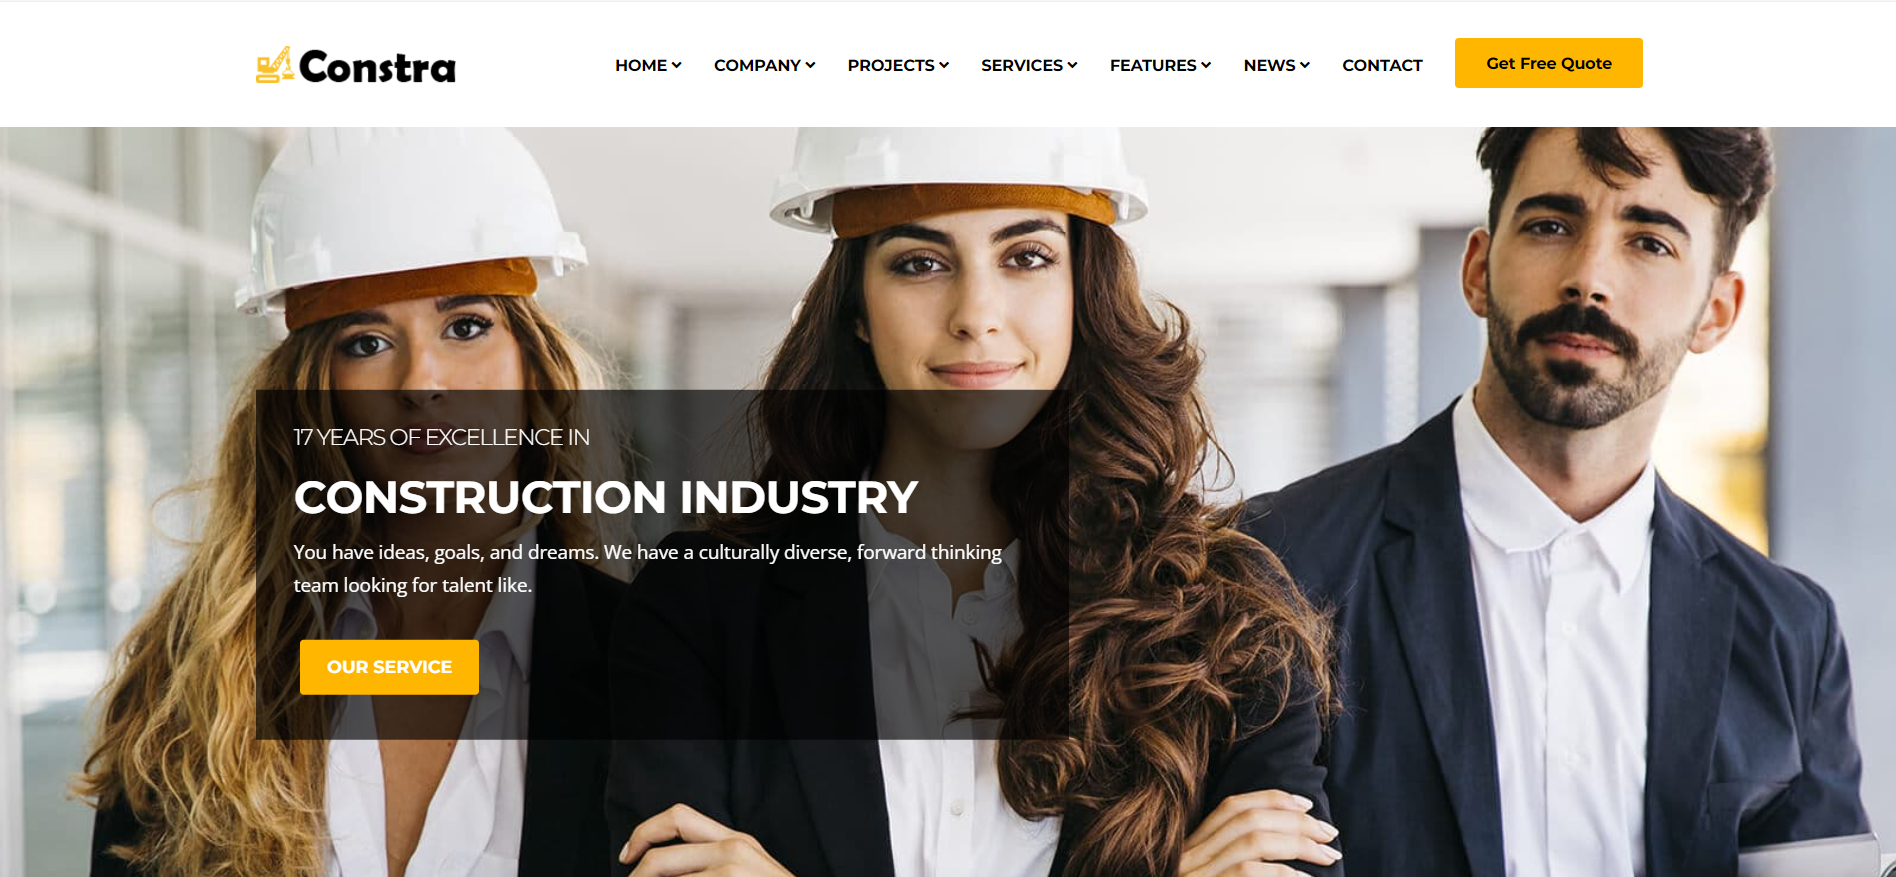 Constra
HOME
COMPANY
PROJECTS
SERVICES
FEATURES
NEWS
CONTACT
Get Free Quote
17 YEARS OF EXCELLENCE IN
CONSTRUCTION INDUSTRY
You have ideas, goals, and dreams. We have a culturally diverse, forward thinking
team looking for talent like.
OUR SERVICE